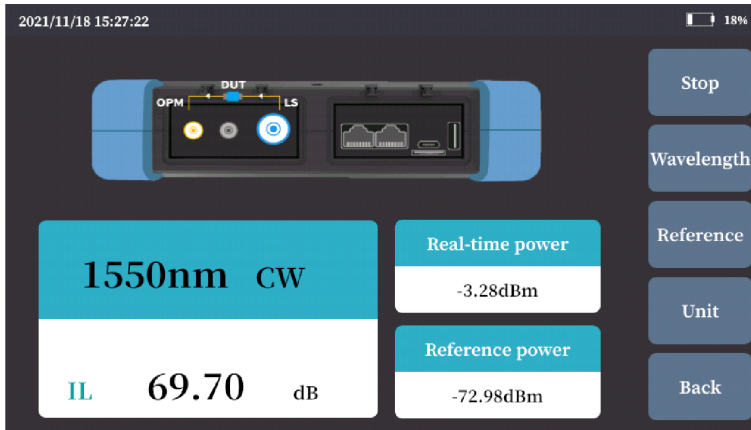 2021/11/18 15:27:22
18%
DUT
OPM
LS
Stop
Wavelength
Reference
Unit
Back
1550nm CW
IL 69.70 dB
Real-time power
-3.28dBm
Reference power
-72.98dBm